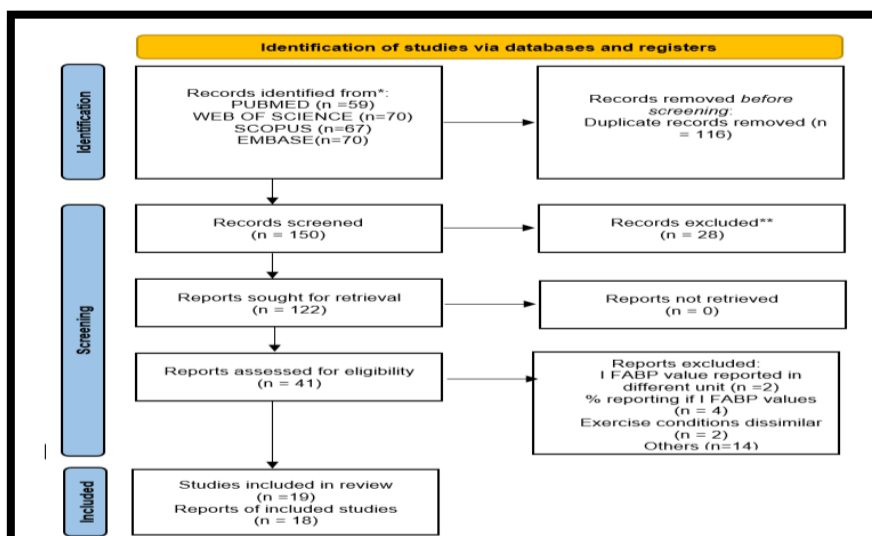 Identification of studies via databases and registers
Identification
Records identified from*:
PUBMED (n =59)
WEB OF SCIENCE (n=70)
SCOPUS (n=67)
EMBASE(n=70)
Records removed before
screening:
Duplicate records removed (n
= 116)
Screening
Records screened
(n = 150)
Records excluded**
(n = 28)
Reports sought for retrieval
(n = 122)
Reports not retrieved
(n = 0)
Reports assessed for eligibility
(n = 41)
Reports excluded:
I FABP value reported in
different unit (n =2)
% reporting if I FABP values
(n = 4)
Exercise conditions dissimilar
(n = 2)
Others (n=14)
Included
Studies included in review
(n =19)
Reports of included studies
(n = 18)